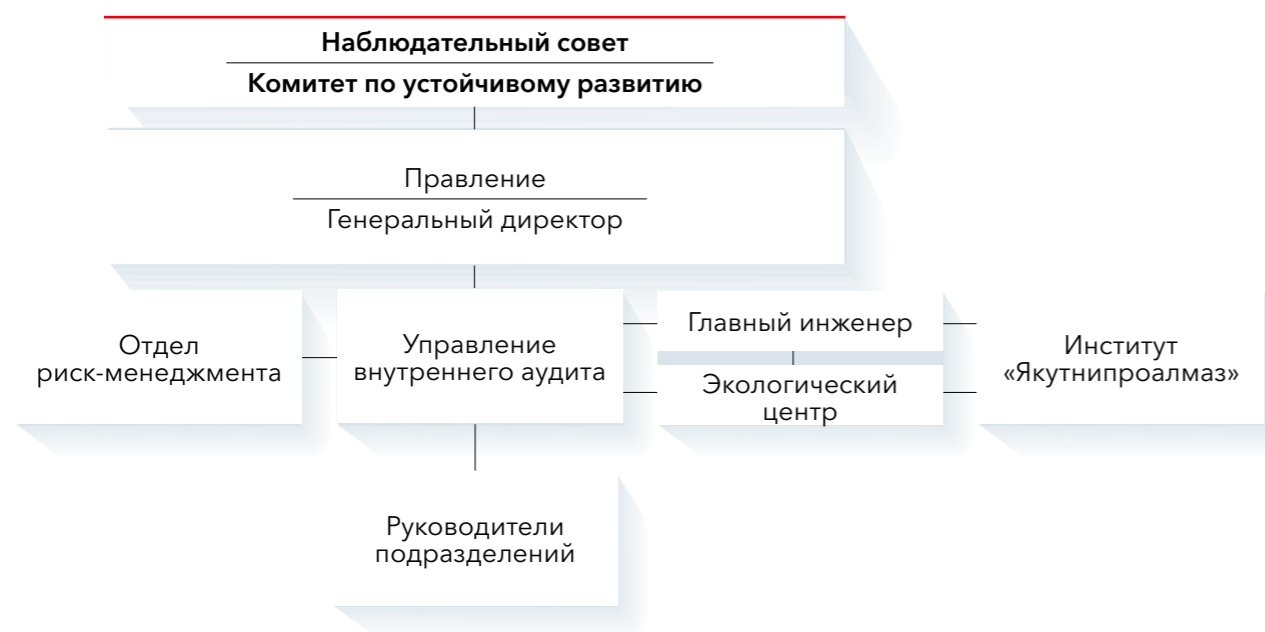 Наблюдательный совет
Комитет по устойчивому развитию
Правление
Генеральный директор
Отдел
риск-менеджмента
Управление
внутреннего аудита
Главный инженер
Экологический
центр
Институт
«Якутнипроалмаз»
Руководители
подразделений